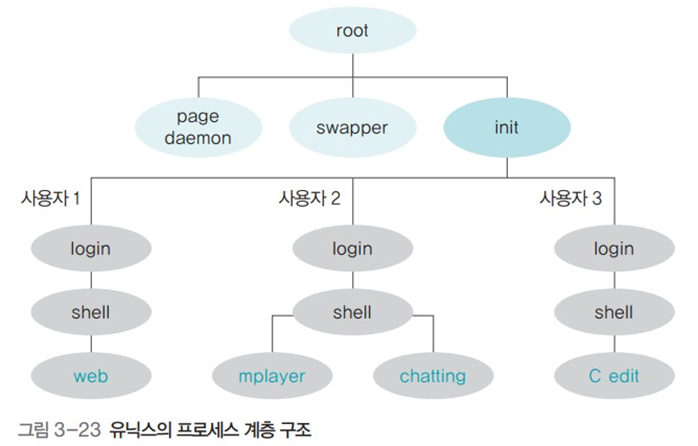 root
page
daemon
swapper
init
사용자 1
사용자 2
사용자 3
login
login
login
shell
shell
shell
web
mplayer
chatting
C edit
그림 3-23 유닉스의 프로세스 계층 구조